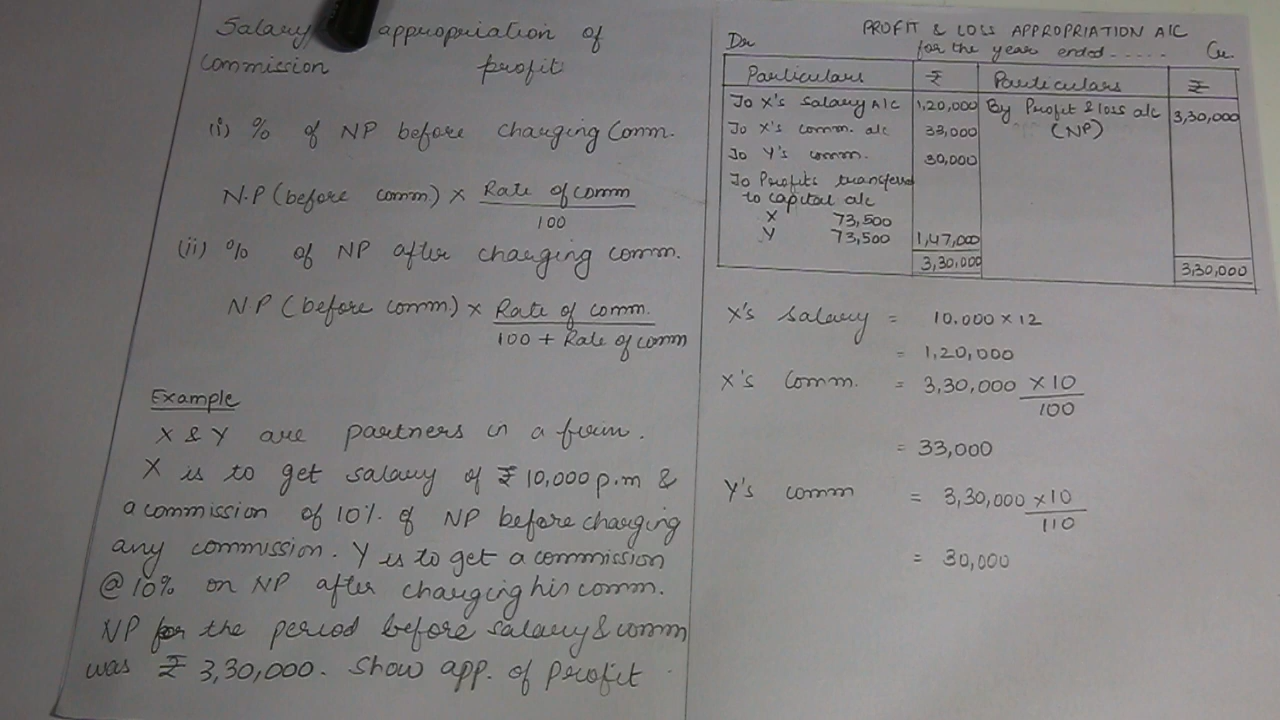 Salary appropriation of
commission profit
(i) % of NP before charging Comm.
N.P (before comm.) × Rate of comm
100
(ii) % of NP after charging comm.
N.P (before comm.) × Rate of comm.
100 + Rate of comm
Example
X & Y are partners in a firm.
X is to get salary of ₹ 10,000 p.m &
a commission of 10% of NP before charging
any commission. Y is to get a commission
@ 10% on NP after charging his comm.
NP for the period before salary & comm
was ₹ 3,30,000. Show app. of profit
PROFIT & LOSS APPROPRIATION A/C
Dr for the year ended ..... Cr.
Particulars ₹ Particulars ₹
To X's Salary A/C 1,20,000 By Profit & loss a/c 3,30,000
To X's comm. a/c 33,000 (NP)
To Y's comm. 30,000
To Profits transferred
to capital a/c
X 73,500
Y 73,500 1,47,000
3,30,000 3,30,000
X's salary = 10.000 × 12
= 1,20,000
X's Comm. = 3,30,000 × 10
100
= 33,000
Y's comm = 3,30,000 × 10
110
= 30,000